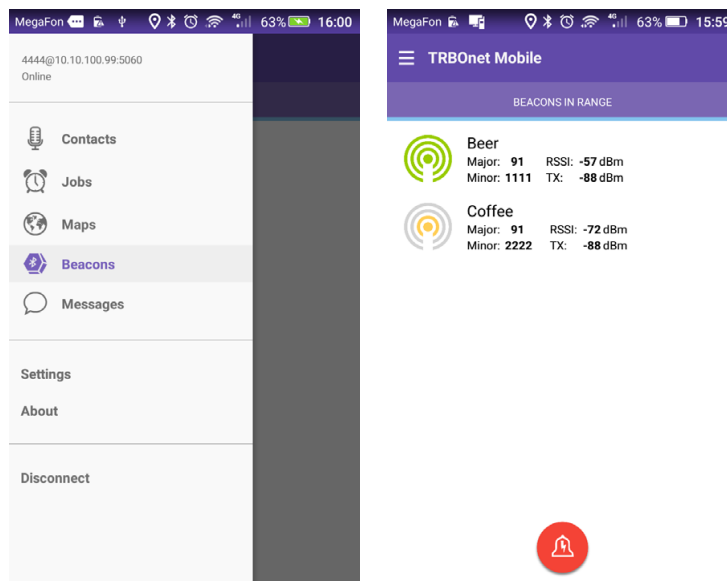 MegaFon 4G 63% 16:00
4444@10.10.100.99:5060
Online
Contacts
Jobs
Maps
Beacons
Messages
Settings
About
Disconnect
MegaFon 4G 63% 15:59
TRBOnet Mobile
BEACONS IN RANGE
Beer
Major: 91 RSSI: -57 dBm
Minor: 1111 TX: -88 dBm
Coffee
Major: 91 RSSI: -72 dBm
Minor: 2222 TX: -88 dBm